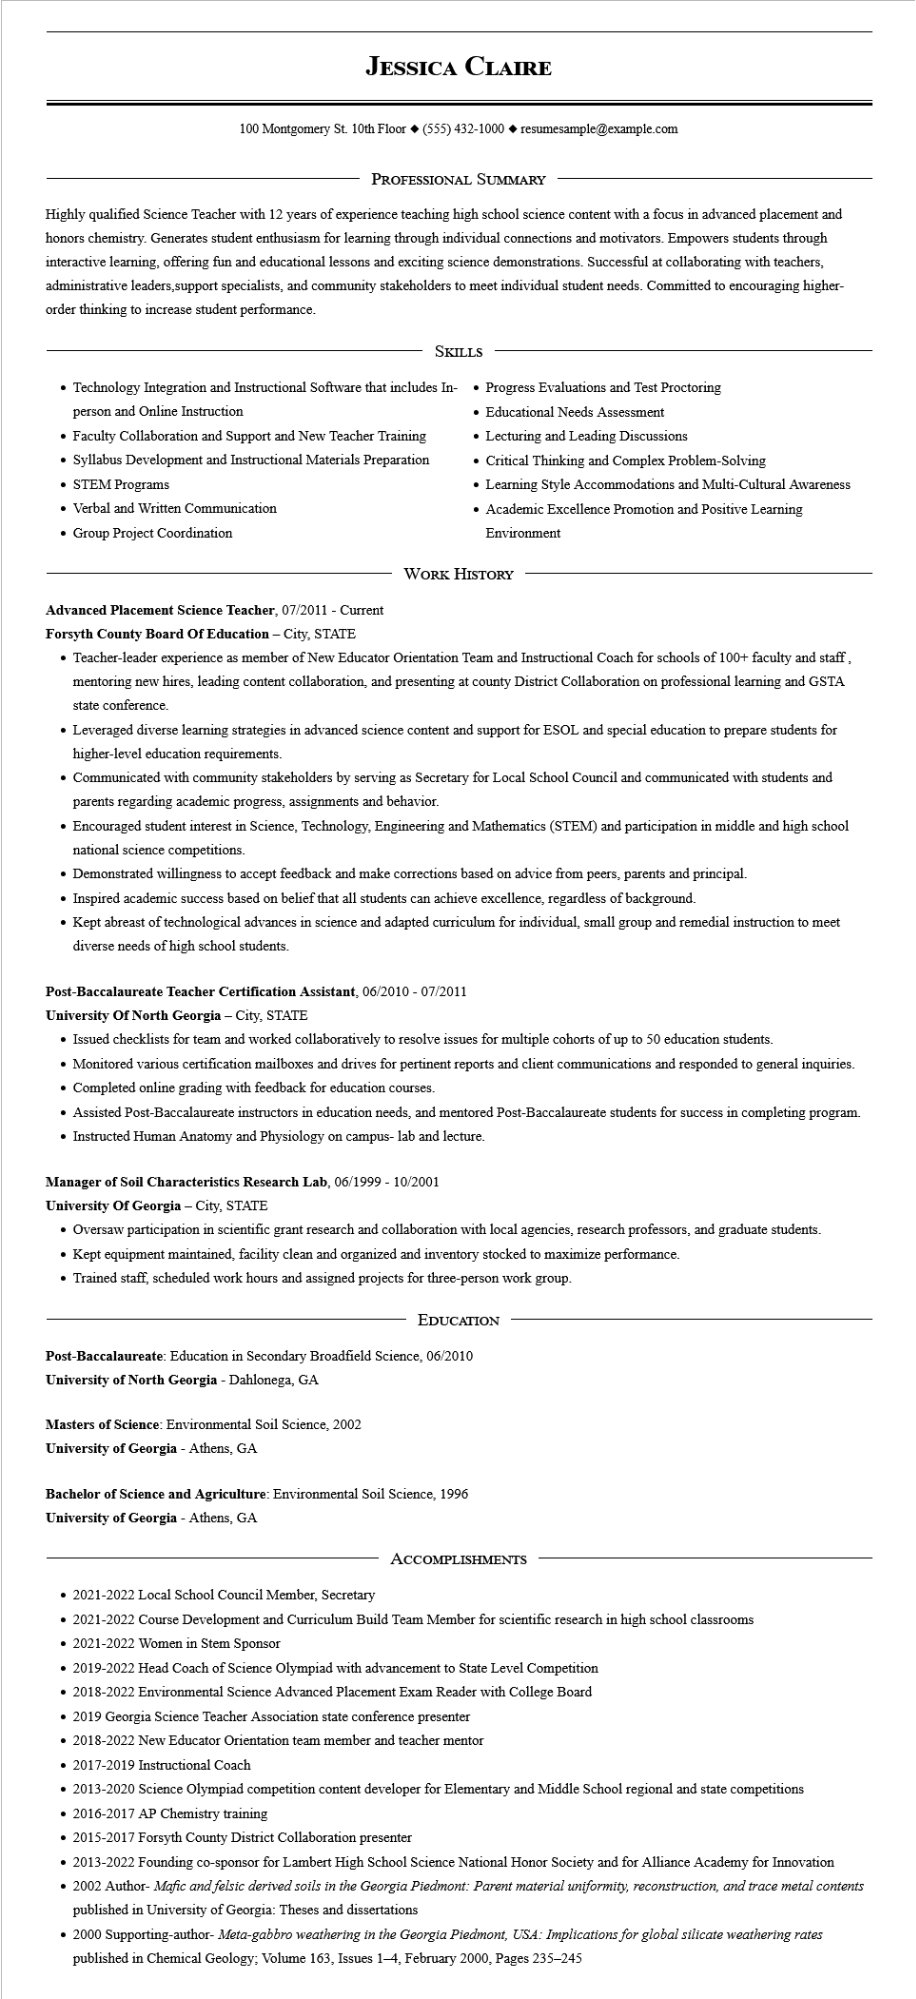 Jessica Claire
100 Montgomery St. 10th Floor ◆ (555) 432-1000 ◆ resumesample@example.com
Professional Summary
Highly qualified Science Teacher with 12 years of experience teaching high school science content with a focus in advanced placement and
honors chemistry. Generates student enthusiasm for learning through individual connections and motivators. Empowers students through
interactive learning, offering fun and educational lessons and exciting science demonstrations. Successful at collaborating with teachers,
administrative leaders,support specialists, and community stakeholders to meet individual student needs. Committed to encouraging higher-
order thinking to increase student performance.
Skills
• Technology Integration and Instructional Software that includes In-
person and Online Instruction
• Faculty Collaboration and Support and New Teacher Training
• Syllabus Development and Instructional Materials Preparation
• STEM Programs
• Verbal and Written Communication
• Group Project Coordination
• Progress Evaluations and Test Proctoring
• Educational Needs Assessment
• Lecturing and Leading Discussions
• Critical Thinking and Complex Problem-Solving
• Learning Style Accommodations and Multi-Cultural Awareness
• Academic Excellence Promotion and Positive Learning
Environment
Work History
Advanced Placement Science Teacher, 07/2011 - Current
Forsyth County Board Of Education – City, STATE
• Teacher-leader experience as member of New Educator Orientation Team and Instructional Coach for schools of 100+ faculty and staff ,
mentoring new hires, leading content collaboration, and presenting at county District Collaboration on professional learning and GSTA
state conference.
• Leveraged diverse learning strategies in advanced science content and support for ESOL and special education to prepare students for
higher-level education requirements.
• Communicated with community stakeholders by serving as Secretary for Local School Council and communicated with students and
parents regarding academic progress, assignments and behavior.
• Encouraged student interest in Science, Technology, Engineering and Mathematics (STEM) and participation in middle and high school
national science competitions.
• Demonstrated willingness to accept feedback and make corrections based on advice from peers, parents and principal.
• Inspired academic success based on belief that all students can achieve excellence, regardless of background.
• Kept abreast of technological advances in science and adapted curriculum for individual, small group and remedial instruction to meet
diverse needs of high school students.
Post-Baccalaureate Teacher Certification Assistant, 06/2010 - 07/2011
University Of North Georgia – City, STATE
• Issued checklists for team and worked collaboratively to resolve issues for multiple cohorts of up to 50 education students.
• Monitored various certification mailboxes and drives for pertinent reports and client communications and responded to general inquiries.
• Completed online grading with feedback for education courses.
• Assisted Post-Baccalaureate instructors in education needs, and mentored Post-Baccalaureate students for success in completing program.
• Instructed Human Anatomy and Physiology on campus- lab and lecture.
Manager of Soil Characteristics Research Lab, 06/1999 - 10/2001
University Of Georgia – City, STATE
• Oversaw participation in scientific grant research and collaboration with local agencies, research professors, and graduate students.
• Kept equipment maintained, facility clean and organized and inventory stocked to maximize performance.
• Trained staff, scheduled work hours and assigned projects for three-person work group.
Education
Post-Baccalaureate: Education in Secondary Broadfield Science, 06/2010
University of North Georgia - Dahlonega, GA
Masters of Science: Environmental Soil Science, 2002
University of Georgia - Athens, GA
Bachelor of Science and Agriculture: Environmental Soil Science, 1996
University of Georgia - Athens, GA
Accomplishments
• 2021-2022 Local School Council Member, Secretary
• 2021-2022 Course Development and Curriculum Build Team Member for scientific research in high school classrooms
• 2021-2022 Women in Stem Sponsor
• 2019-2022 Head Coach of Science Olympiad with advancement to State Level Competition
• 2018-2022 Environmental Science Advanced Placement Exam Reader with College Board
• 2019 Georgia Science Teacher Association state conference presenter
• 2018-2022 New Educator Orientation team member and teacher mentor
• 2017-2019 Instructional Coach
• 2013-2020 Science Olympiad competition content developer for Elementary and Middle School regional and state competitions
• 2016-2017 AP Chemistry training
• 2015-2017 Forsyth County District Collaboration presenter
• 2013-2022 Founding co-sponsor for Lambert High School Science National Honor Society and for Alliance Academy for Innovation
• 2002 Author- Mafic and felsic derived soils in the Georgia Piedmont: Parent material uniformity, reconstruction, and trace metal contents
published in University of Georgia: Theses and dissertations
• 2000 Supporting-author- Meta-gabbro weathering in the Georgia Piedmont, USA: Implications for global silicate weathering rates
published in Chemical Geology; Volume 163, Issues 1–4, February 2000, Pages 235–245